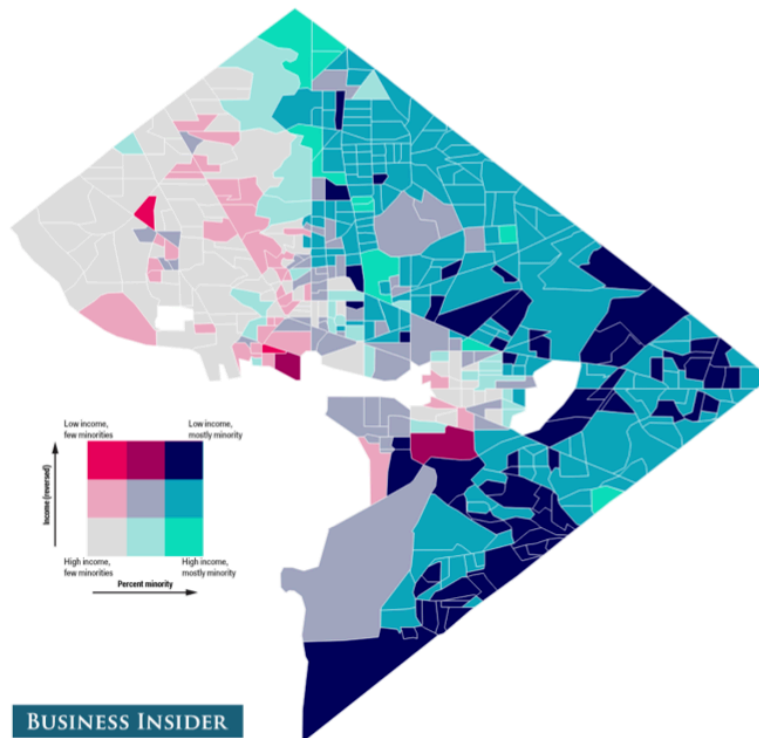 Low income,
few minorities
Low income,
mostly minority
Income (reversed)
High income,
few minorities
High income,
mostly minority
Percent minority
BUSINESS INSIDER